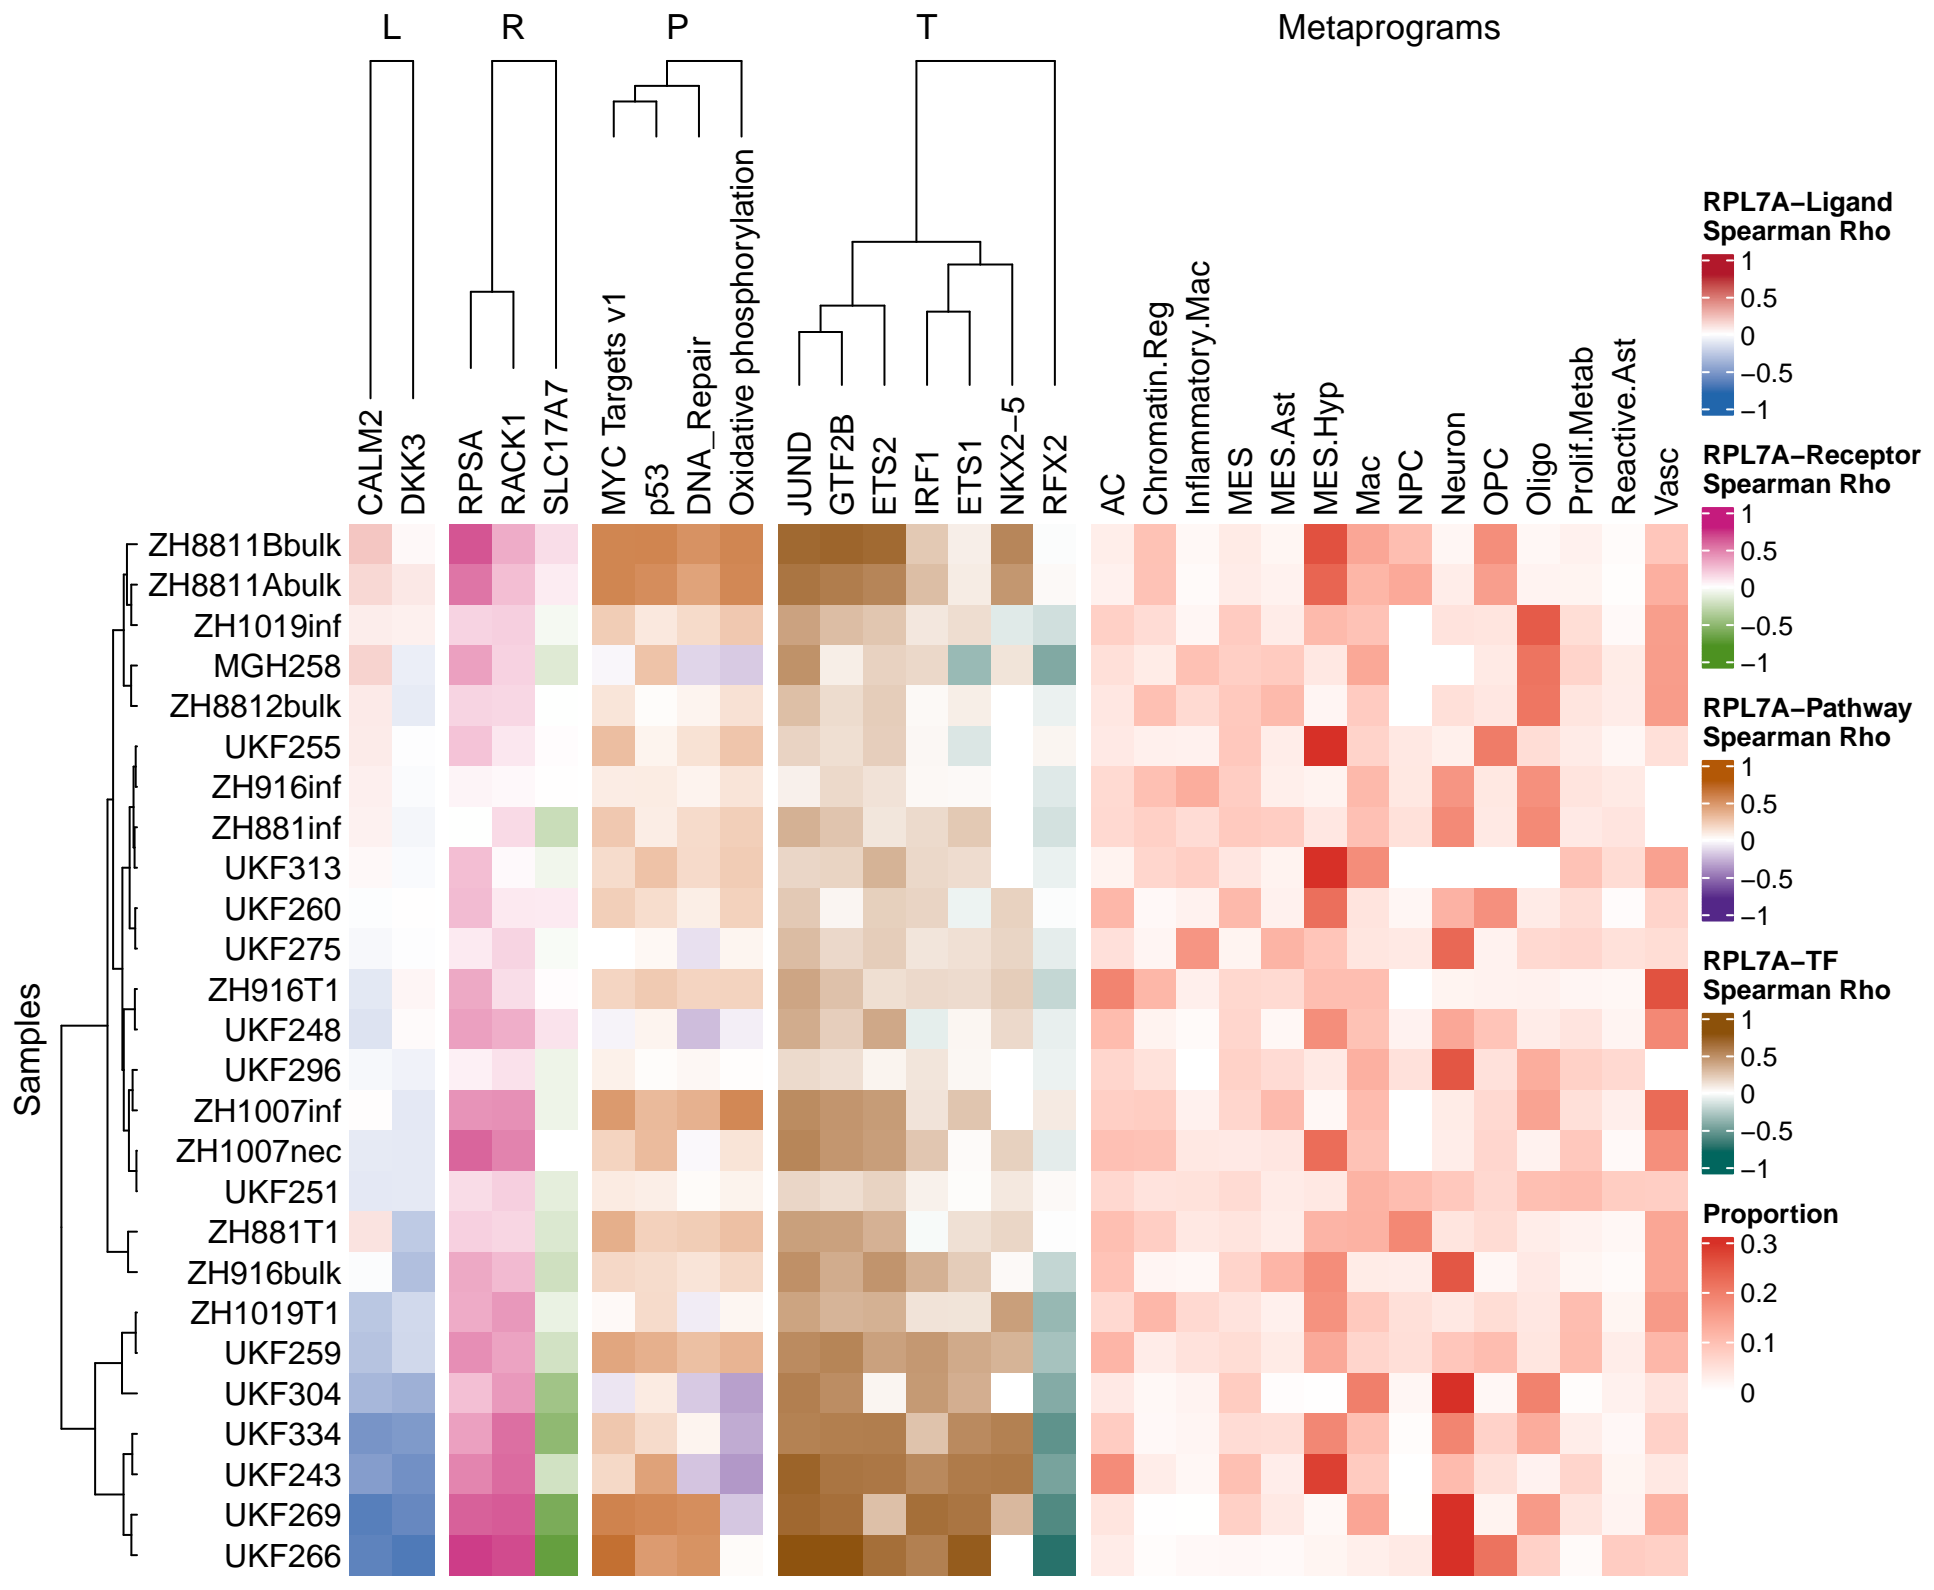 L R P T Metaprograms
CALM2
DKK3
RPSA
RACK1
SLC17A7
MYC Targets v1
p53
DNA_Repair
Oxidative phosphorylation
JUND
GTF2B
ETS2
IRF1
ETS1
NKX2−5
RFX2
AC
Chromatin.Reg
Inflammatory.Mac
MES
MES.Ast
MES.Hyp
Mac
NPC
Neuron
OPC
Oligo
Prolif.Metab
Reactive.Ast
Vasc
Samples
ZH8811Bbulk
ZH8811Abulk
ZH1019inf
MGH258
ZH8812bulk
UKF255
ZH916inf
ZH881inf
UKF313
UKF260
UKF275
ZH916T1
UKF248
UKF296
ZH1007inf
ZH1007nec
UKF251
ZH881T1
ZH916bulk
ZH1019T1
UKF259
UKF304
UKF334
UKF243
UKF269
UKF266
RPL7A−Ligand
Spearman Rho
1
0.5
0
−0.5
−1
RPL7A−Receptor
Spearman Rho
1
0.5
0
−0.5
−1
RPL7A−Pathway
Spearman Rho
1
0.5
0
−0.5
−1
RPL7A−TF
Spearman Rho
1
0.5
0
−0.5
−1
Proportion
0.3
0.2
0.1
0